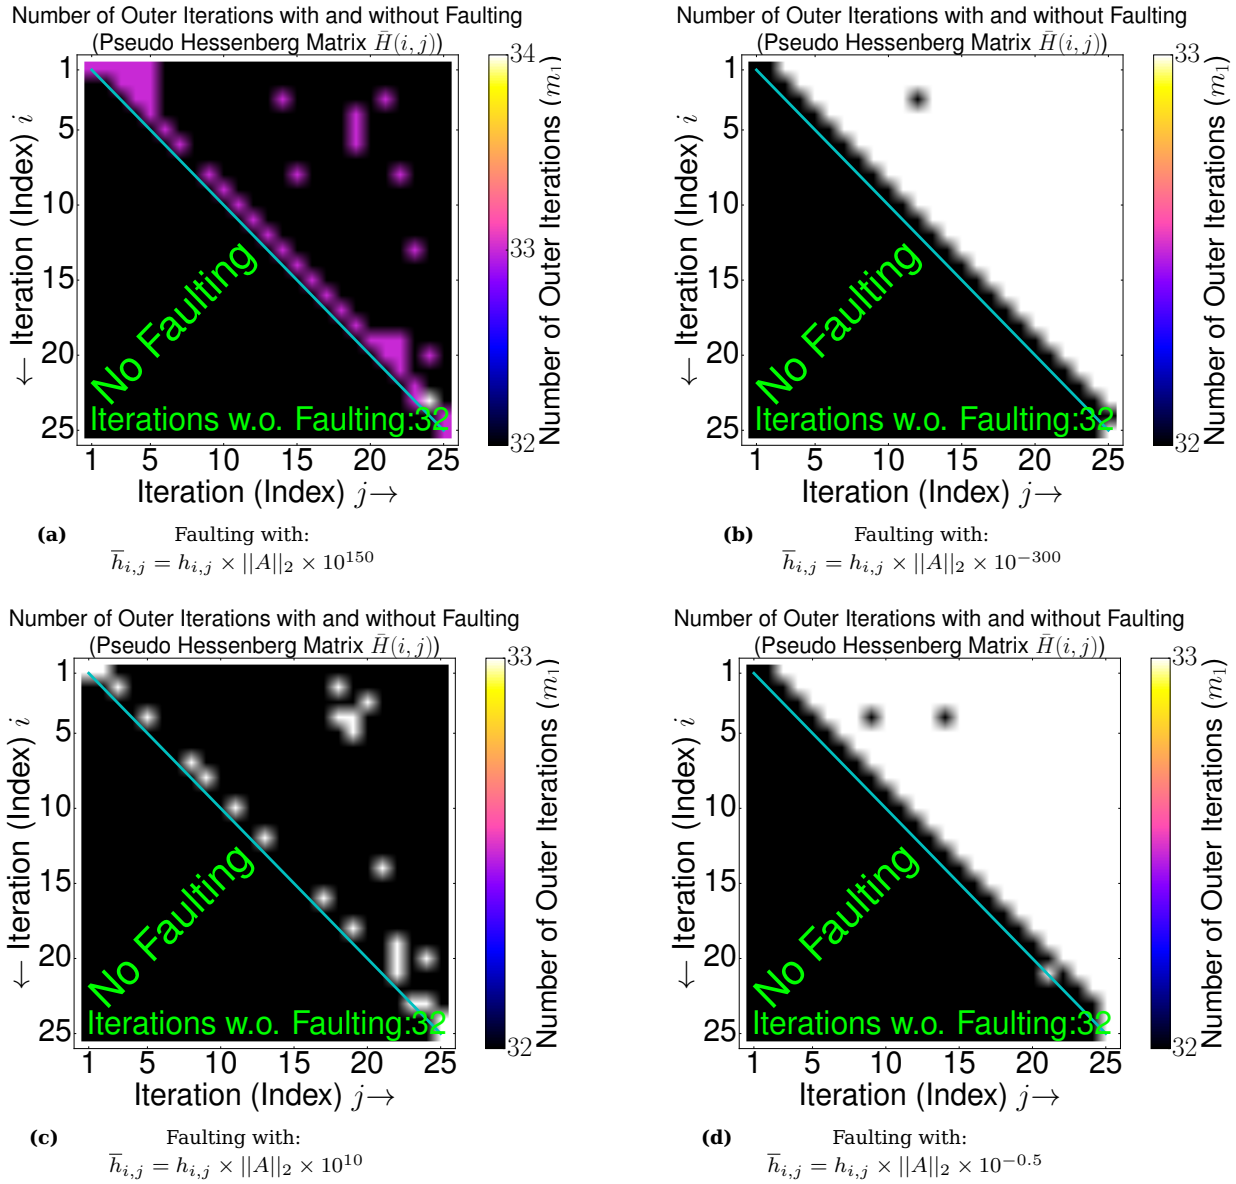 Number of Outer Iterations with and without Faulting
(Pseudo Hessenberg Matrix H̄(i, j))
← Iteration (Index) i
1
5
10
15
20
25
No Faulting
Iterations w.o. Faulting:32
1 5 10 15 20 25
Iteration (Index) j→
34
33
32
Number of Outer Iterations (m₁)
(a) Faulting with:
h̄ᵢ,ⱼ = hᵢ,ⱼ × ||A||₂ × 10¹⁵⁰
Number of Outer Iterations with and without Faulting
(Pseudo Hessenberg Matrix H̄(i, j))
← Iteration (Index) i
1
5
10
15
20
25
No Faulting
Iterations w.o. Faulting:32
1 5 10 15 20 25
Iteration (Index) j→
33
32
Number of Outer Iterations (m₁)
(b) Faulting with:
h̄ᵢ,ⱼ = hᵢ,ⱼ × ||A||₂ × 10⁻³⁰⁰
Number of Outer Iterations with and without Faulting
(Pseudo Hessenberg Matrix H̄(i, j))
← Iteration (Index) i
1
5
10
15
20
25
No Faulting
Iterations w.o. Faulting:32
1 5 10 15 20 25
Iteration (Index) j→
33
32
Number of Outer Iterations (m₁)
(c) Faulting with:
h̄ᵢ,ⱼ = hᵢ,ⱼ × ||A||₂ × 10¹⁰
Number of Outer Iterations with and without Faulting
(Pseudo Hessenberg Matrix H̄(i, j))
← Iteration (Index) i
1
5
10
15
20
25
No Faulting
Iterations w.o. Faulting:32
1 5 10 15 20 25
Iteration (Index) j→
33
32
Number of Outer Iterations (m₁)
(d) Faulting with:
h̄ᵢ,ⱼ = hᵢ,ⱼ × ||A||₂ × 10⁻⁰·⁵